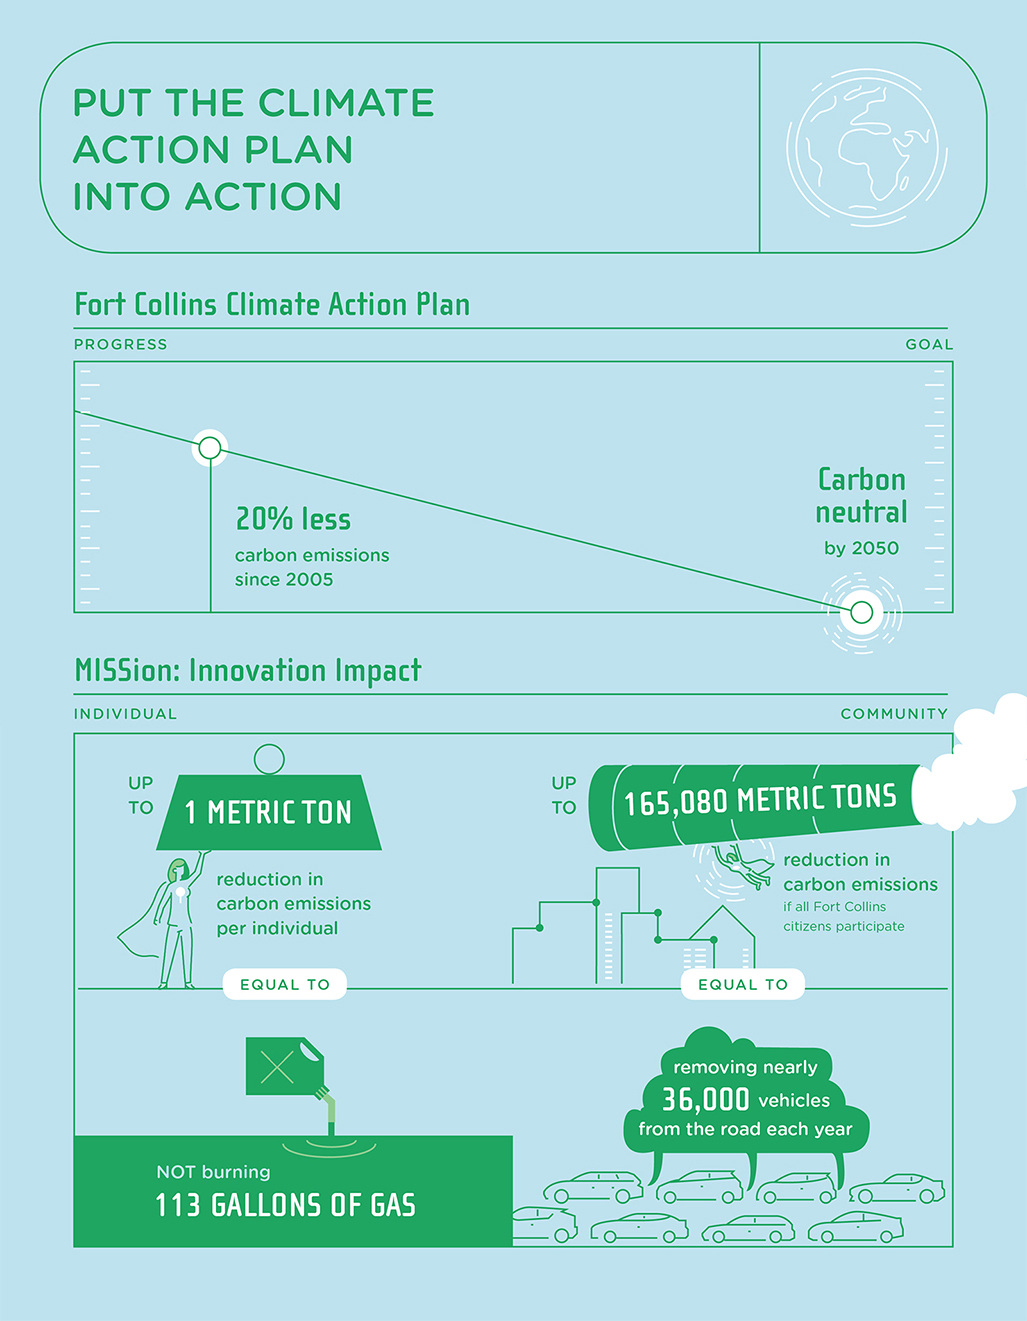 PUT THE CLIMATE
ACTION PLAN
INTO ACTION
Fort Collins Climate Action Plan
PROGRESS
GOAL
20% less
carbon emissions
since 2005
Carbon
neutral
by 2050
MISSion: Innovation Impact
INDIVIDUAL
COMMUNITY
UP
TO
1 METRIC TON
reduction in
carbon emissions
per individual
UP
TO
165,080 METRIC TONS
reduction in
carbon emissions
if all Fort Collins
citizens participate
EQUAL TO
EQUAL TO
NOT burning
113 GALLONS OF GAS
removing nearly
36,000 vehicles
from the road each year